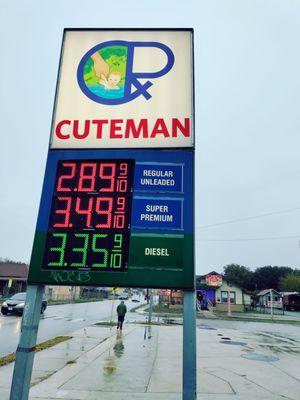 CUTEMAN
2.89 9/10
REGULAR
UNLEADED
3.49 9/10
SUPER
PREMIUM
3.35 9/10
DIESEL